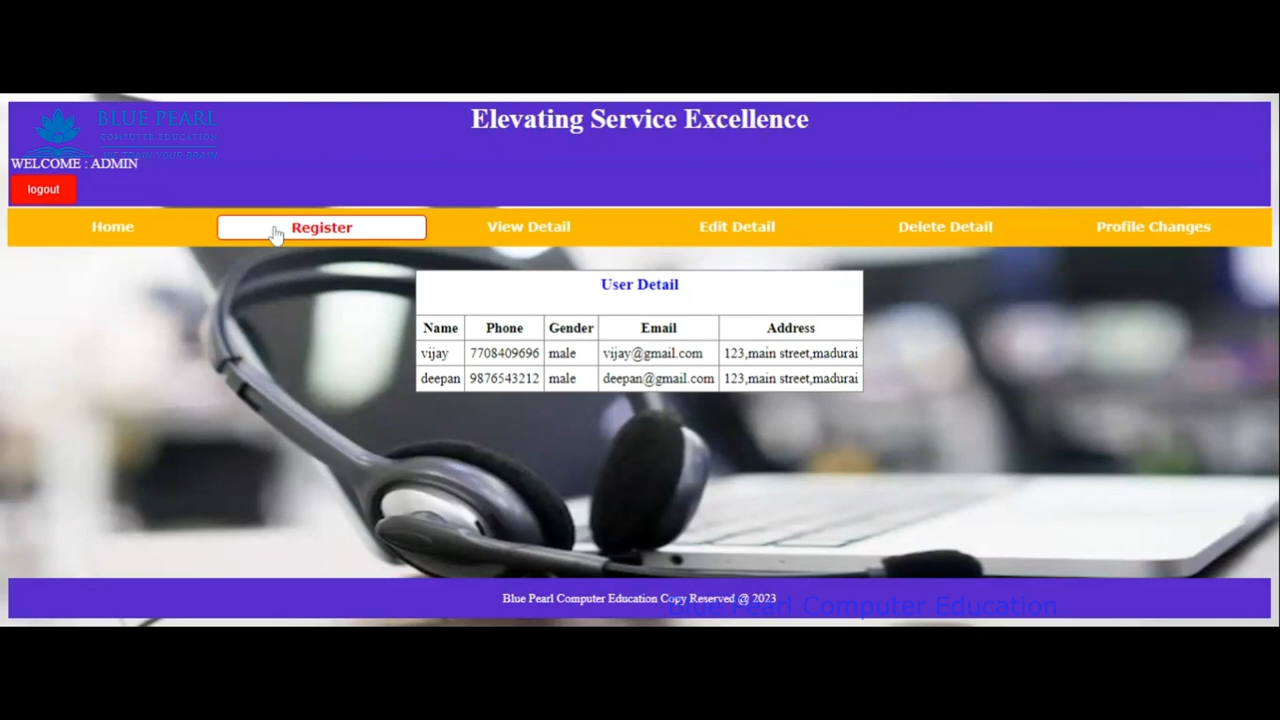 BLUE PEARL
COMPUTER EDUCATION
WE TRAIN YOUR BRAIN
Elevating Service Excellence
WELCOME : ADMIN
logout
Home Register View Detail Edit Detail Delete Detail Profile Changes
User Detail
Name Phone Gender Email Address
vijay 7708409696 male vijay@gmail.com 123,main street,madurai
deepan 9876543212 male deepan@gmail.com 123,main street,madurai
Blue Pearl Computer Education Copy Reserved @ 2023
Blue Pearl Computer Education